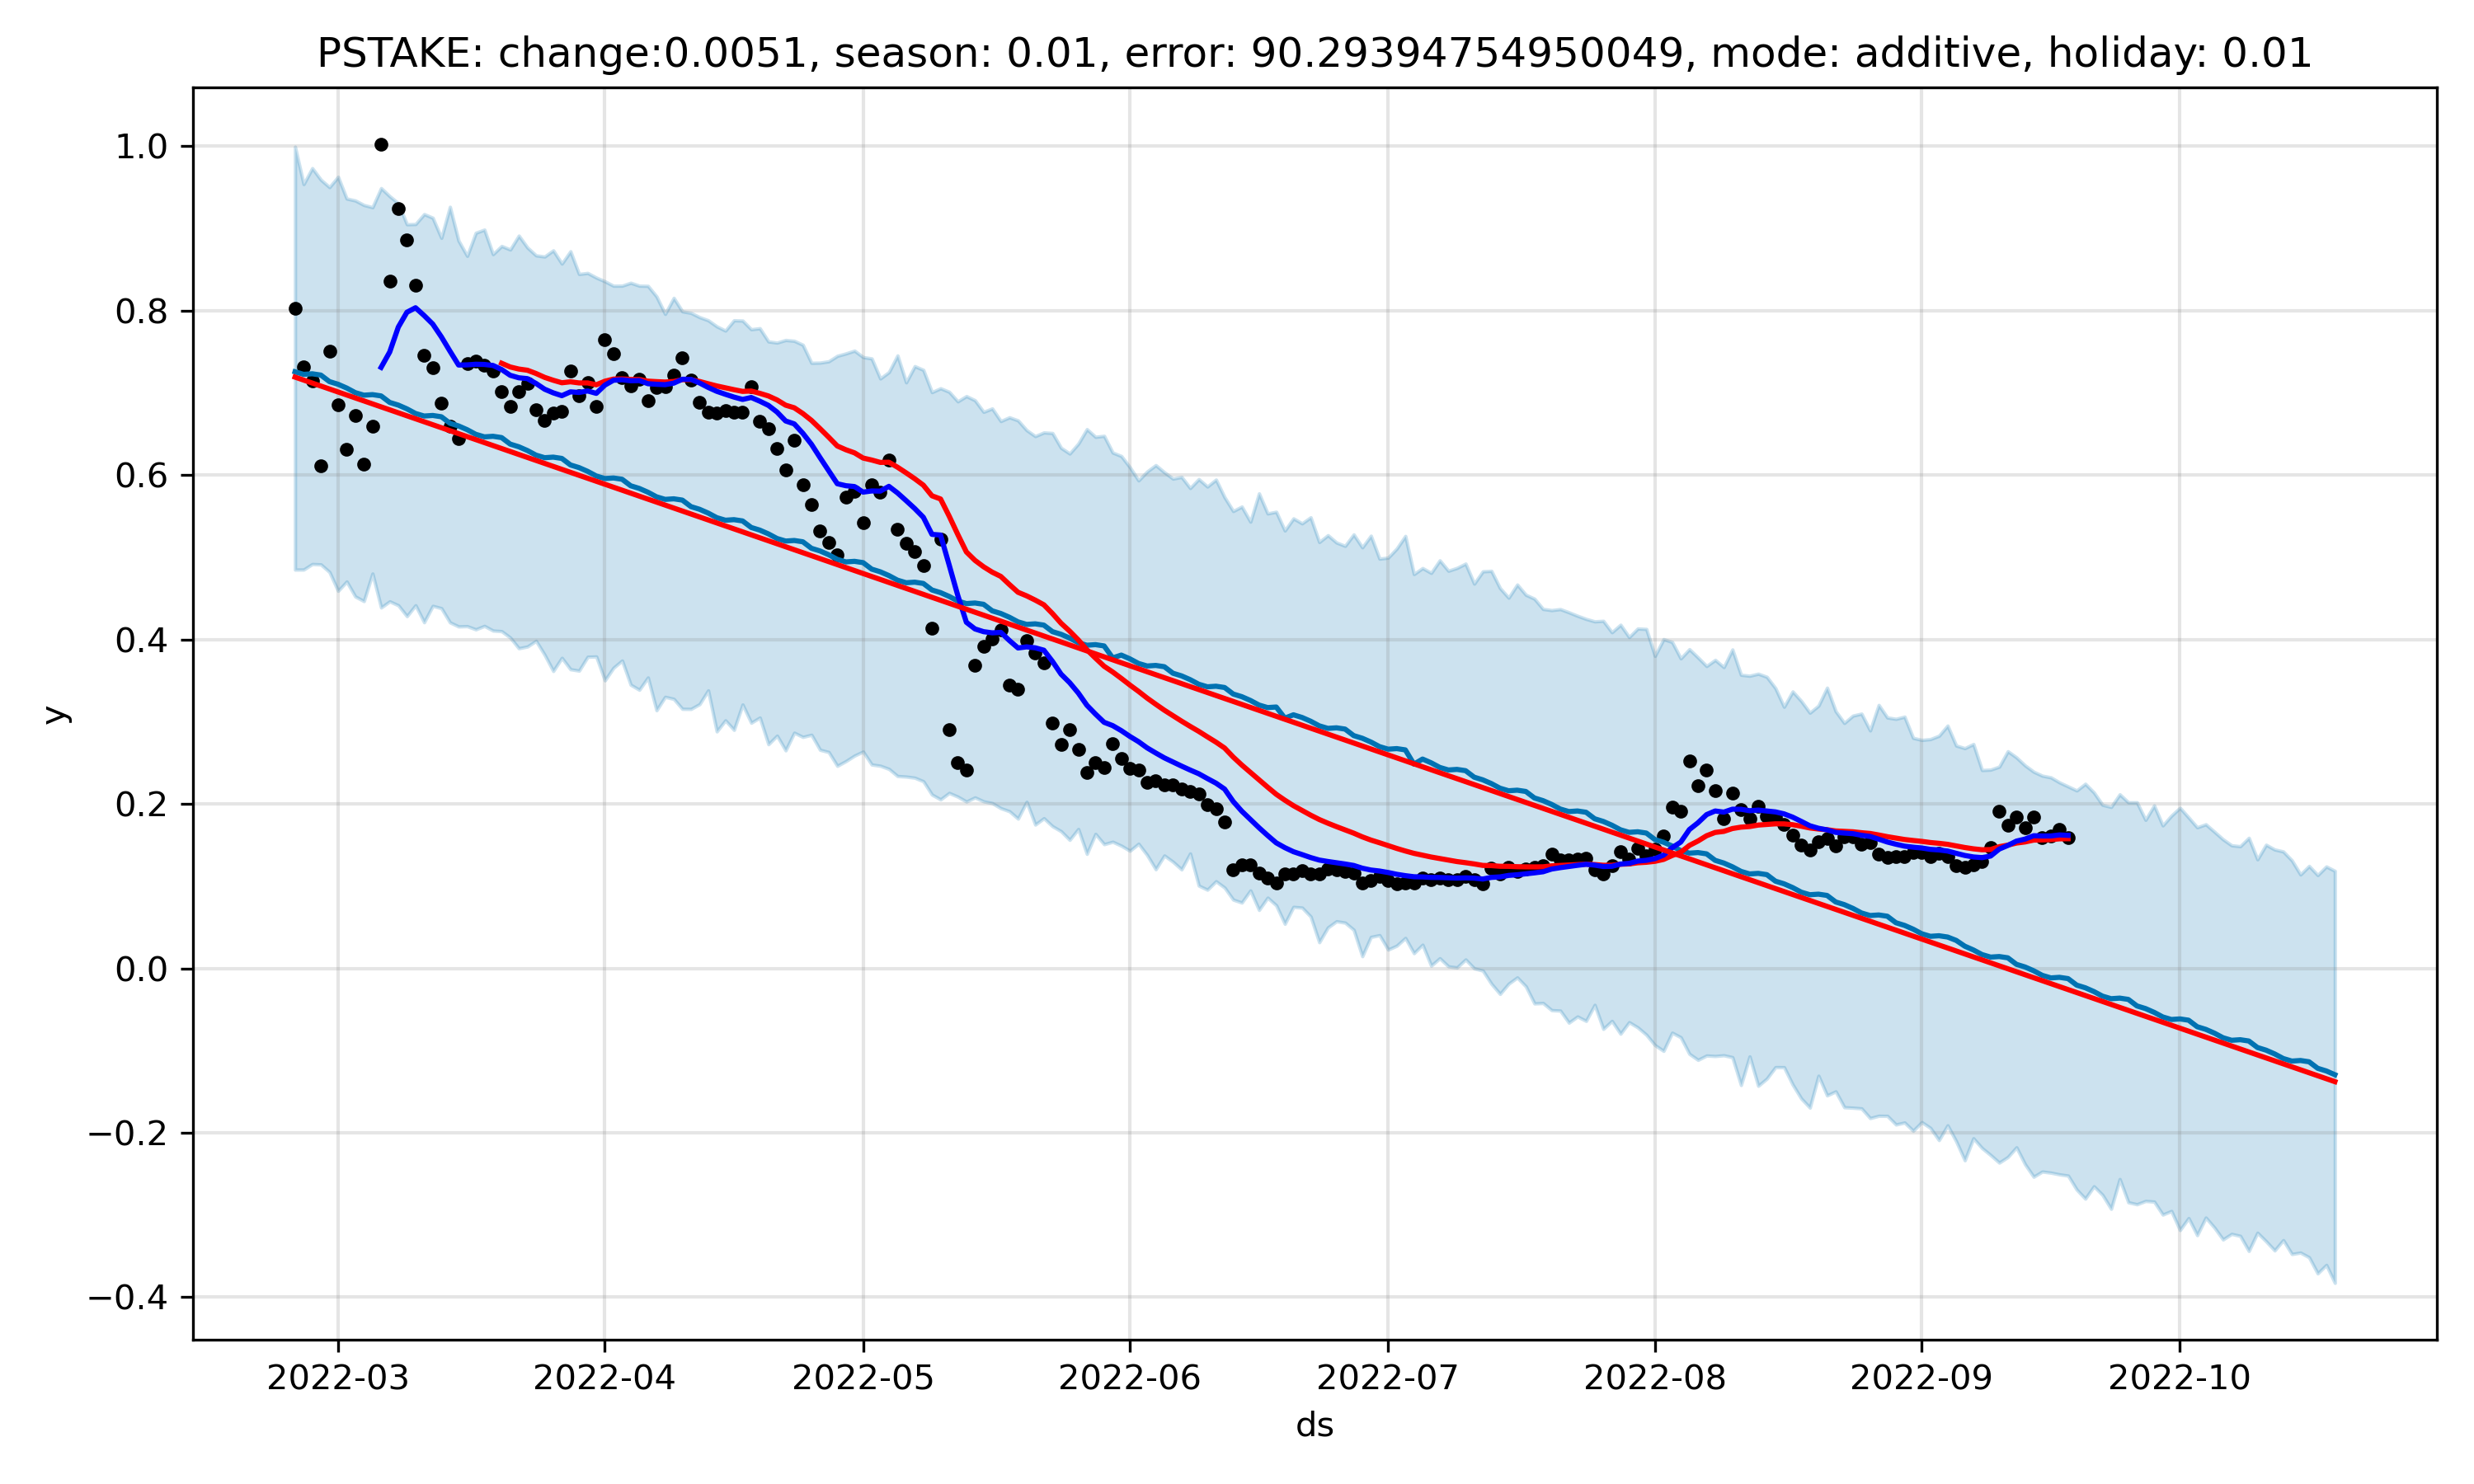 PSTAKE: change:0.0051, season: 0.01, error: 90.29394754950049, mode: additive, holiday: 0.01
1.0
0.8
0.6
0.4
0.2
0.0
−0.2
−0.4
y
2022-03 2022-04 2022-05 2022-06 2022-07 2022-08 2022-09 2022-10
ds